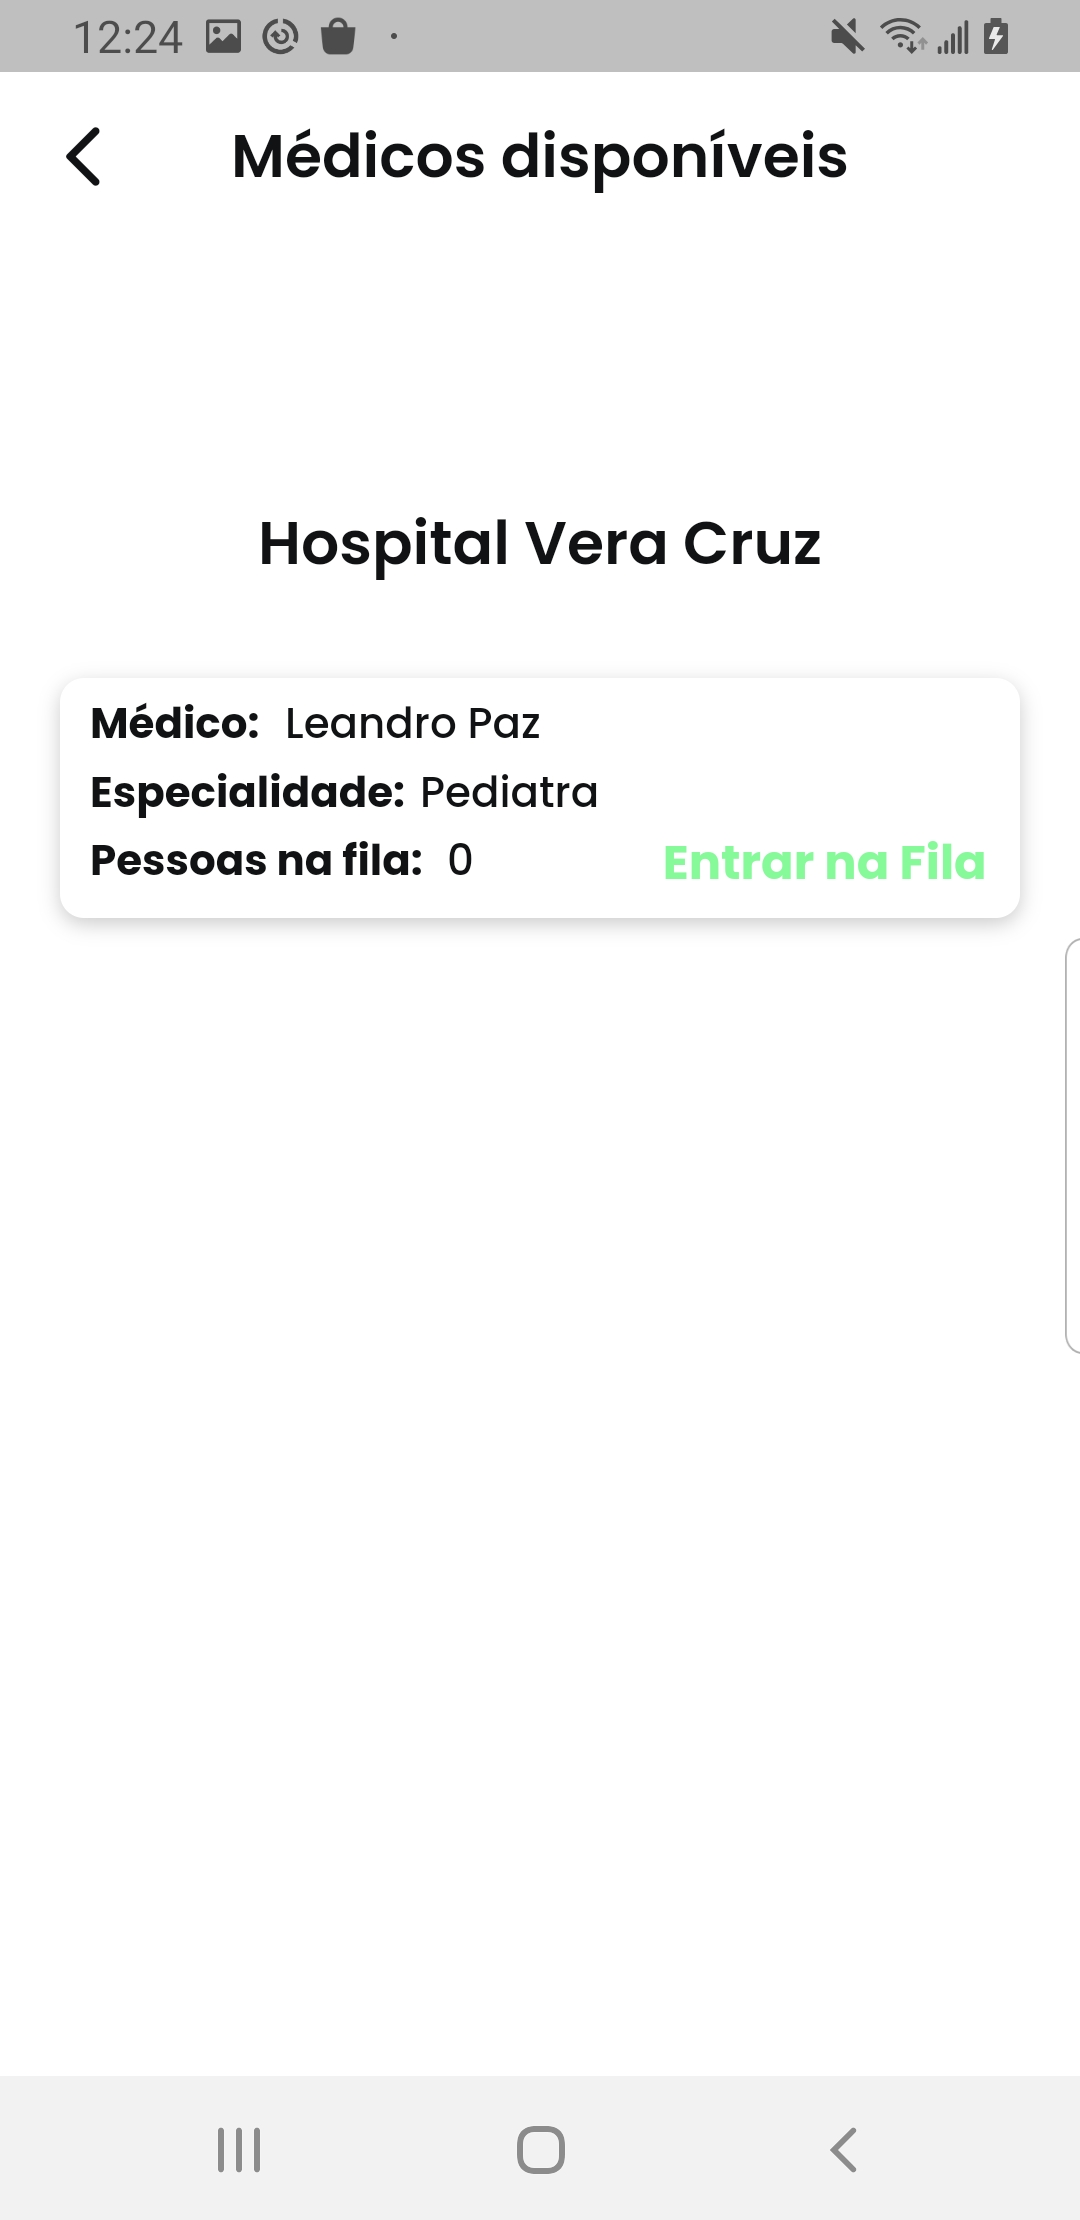 12:24
Médicos disponíveis
Hospital Vera Cruz
Médico: Leandro Paz
Especialidade: Pediatra
Pessoas na fila: 0 Entrar na Fila